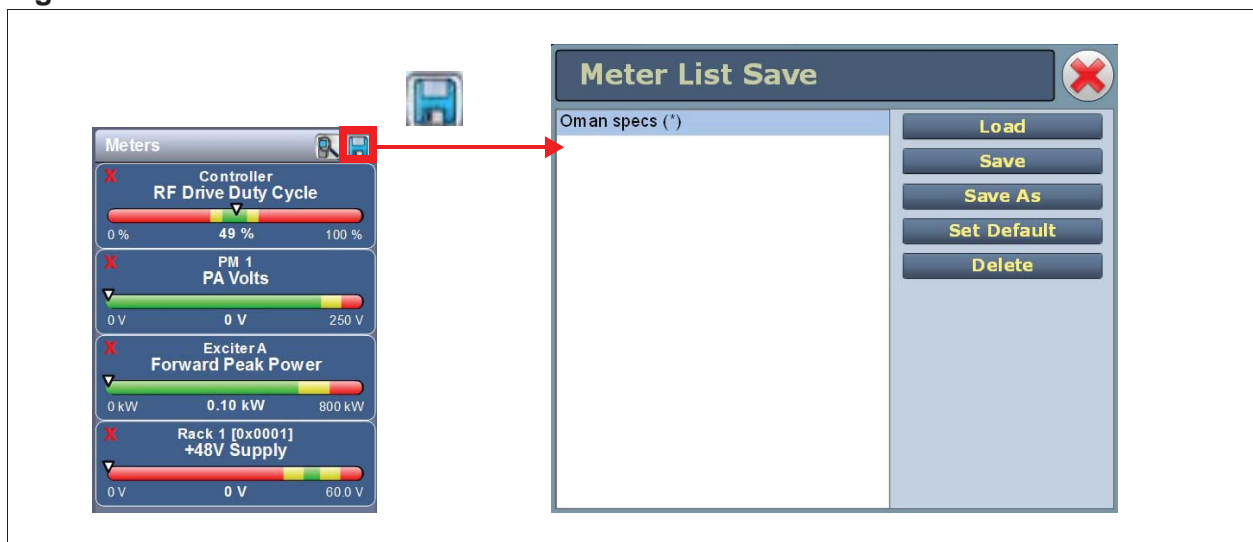 Meters
X
Controller
RF Drive Duty Cycle
0 %
49 %
100 %
X
PM 1
PA Volts
0 V
0 V
250 V
X
Exciter A
Forward Peak Power
0 kW
0.10 kW
800 kW
X
Rack 1 [0x0001]
+48V Supply
0 V
0 V
60.0 V
Meter List Save
Oman specs (*)
Load
Save
Save As
Set Default
Delete